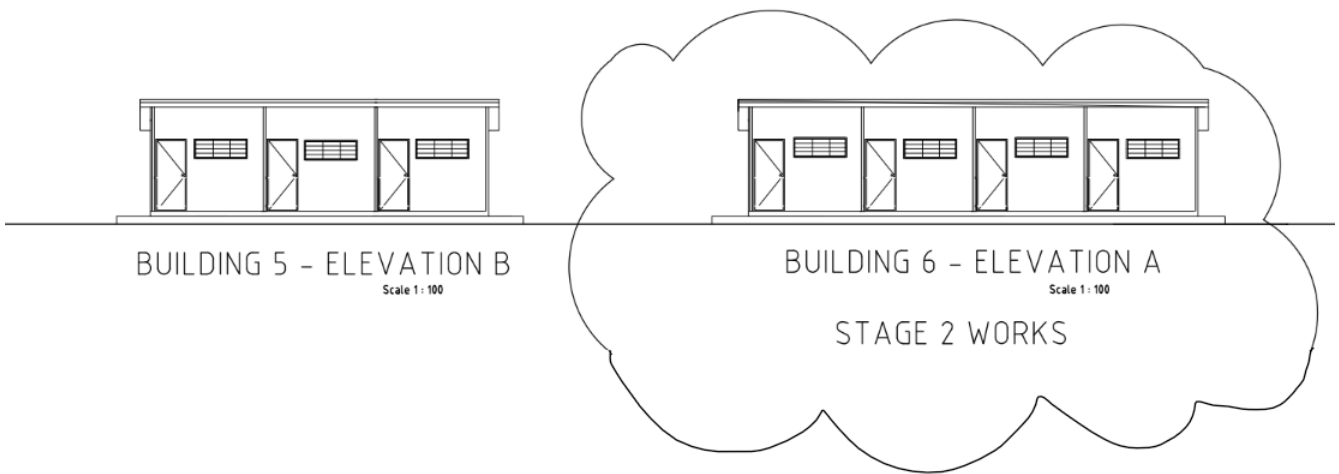 BUILDING 5 - ELEVATION B
Scale 1 : 100
BUILDING 6 - ELEVATION A
Scale 1 : 100
STAGE 2 WORKS